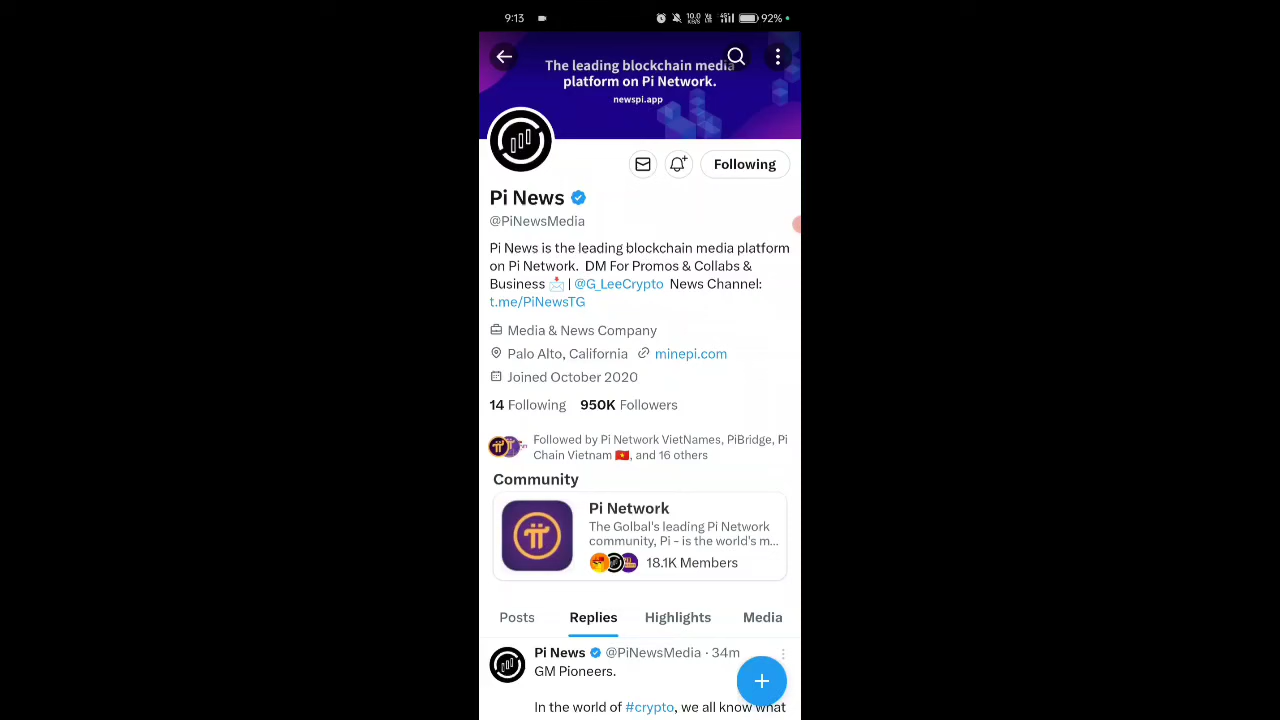 9:13
10.0 KB/S
4G+
92%
The leading blockchain media
platform on Pi Network.
newspi.app
Following
Pi News
@PiNewsMedia
Pi News is the leading blockchain media platform
on Pi Network. DM For Promos & Collabs &
Business 📩 | @G_LeeCrypto News Channel:
t.me/PiNewsTG
Media & News Company
Palo Alto, California minepi.com
Joined October 2020
14 Following 950K Followers
Followed by Pi Network VietNames, PiBridge, Pi
Chain Vietnam 🇻🇳, and 16 others
Community
Pi Network
The Golbal's leading Pi Network
community, Pi - is the world's m...
18.1K Members
Posts Replies Highlights Media
Pi News @PiNewsMedia · 34m
GM Pioneers.
In the world of #crypto, we all know what